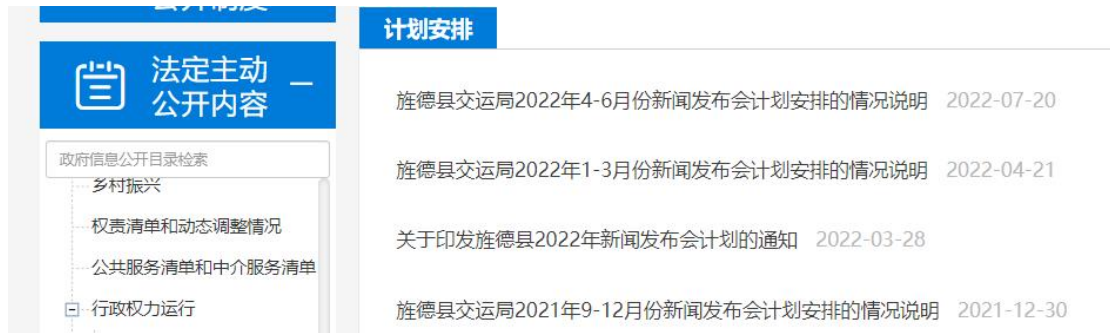 计划安排
法定主动
公开内容
政府信息公开目录检索
乡村振兴
权责清单和动态调整情况
公共服务清单和中介服务清单
行政权力运行
旌德县交运局2022年4-6月份新闻发布会计划安排的情况说明 2022-07-20
旌德县交运局2022年1-3月份新闻发布会计划安排的情况说明 2022-04-21
关于印发旌德县2022年新闻发布会计划的通知 2022-03-28
旌德县交运局2021年9-12月份新闻发布会计划安排的情况说明 2021-12-30